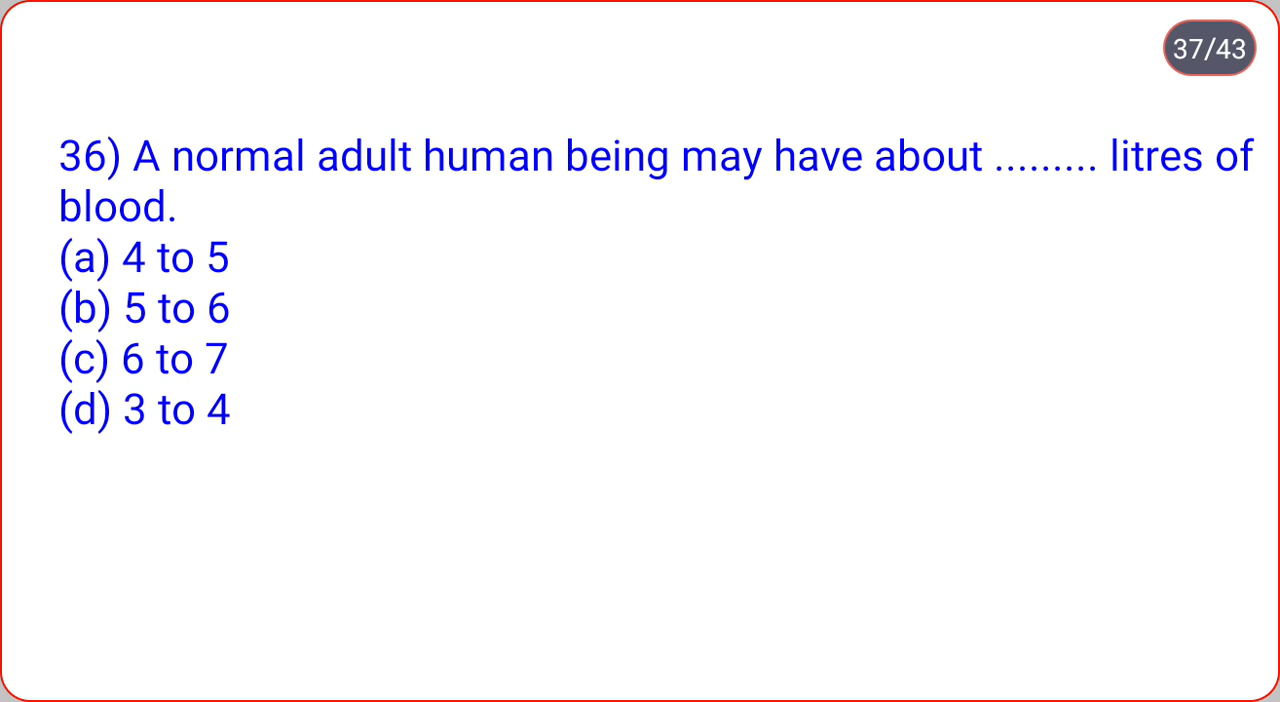 37/43
36) A normal adult human being may have about ......... litres of
blood.
(a) 4 to 5
(b) 5 to 6
(c) 6 to 7
(d) 3 to 4